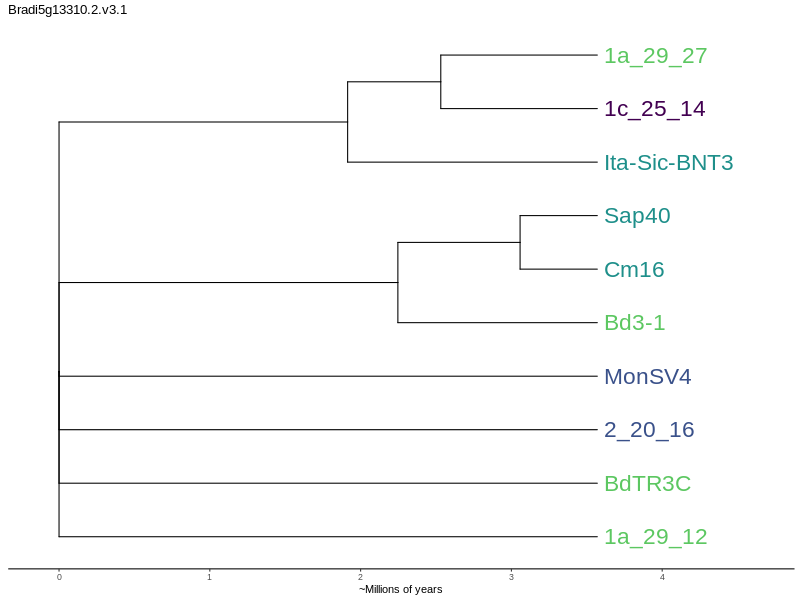 Bradi5g13310.2.v3.1
1a_29_27
1c_25_14
Ita-Sic-BNT3
Sap40
Cm16
Bd3-1
MonSV4
2_20_16
BdTR3C
1a_29_12
0 1 2 3 4
~Millions of years